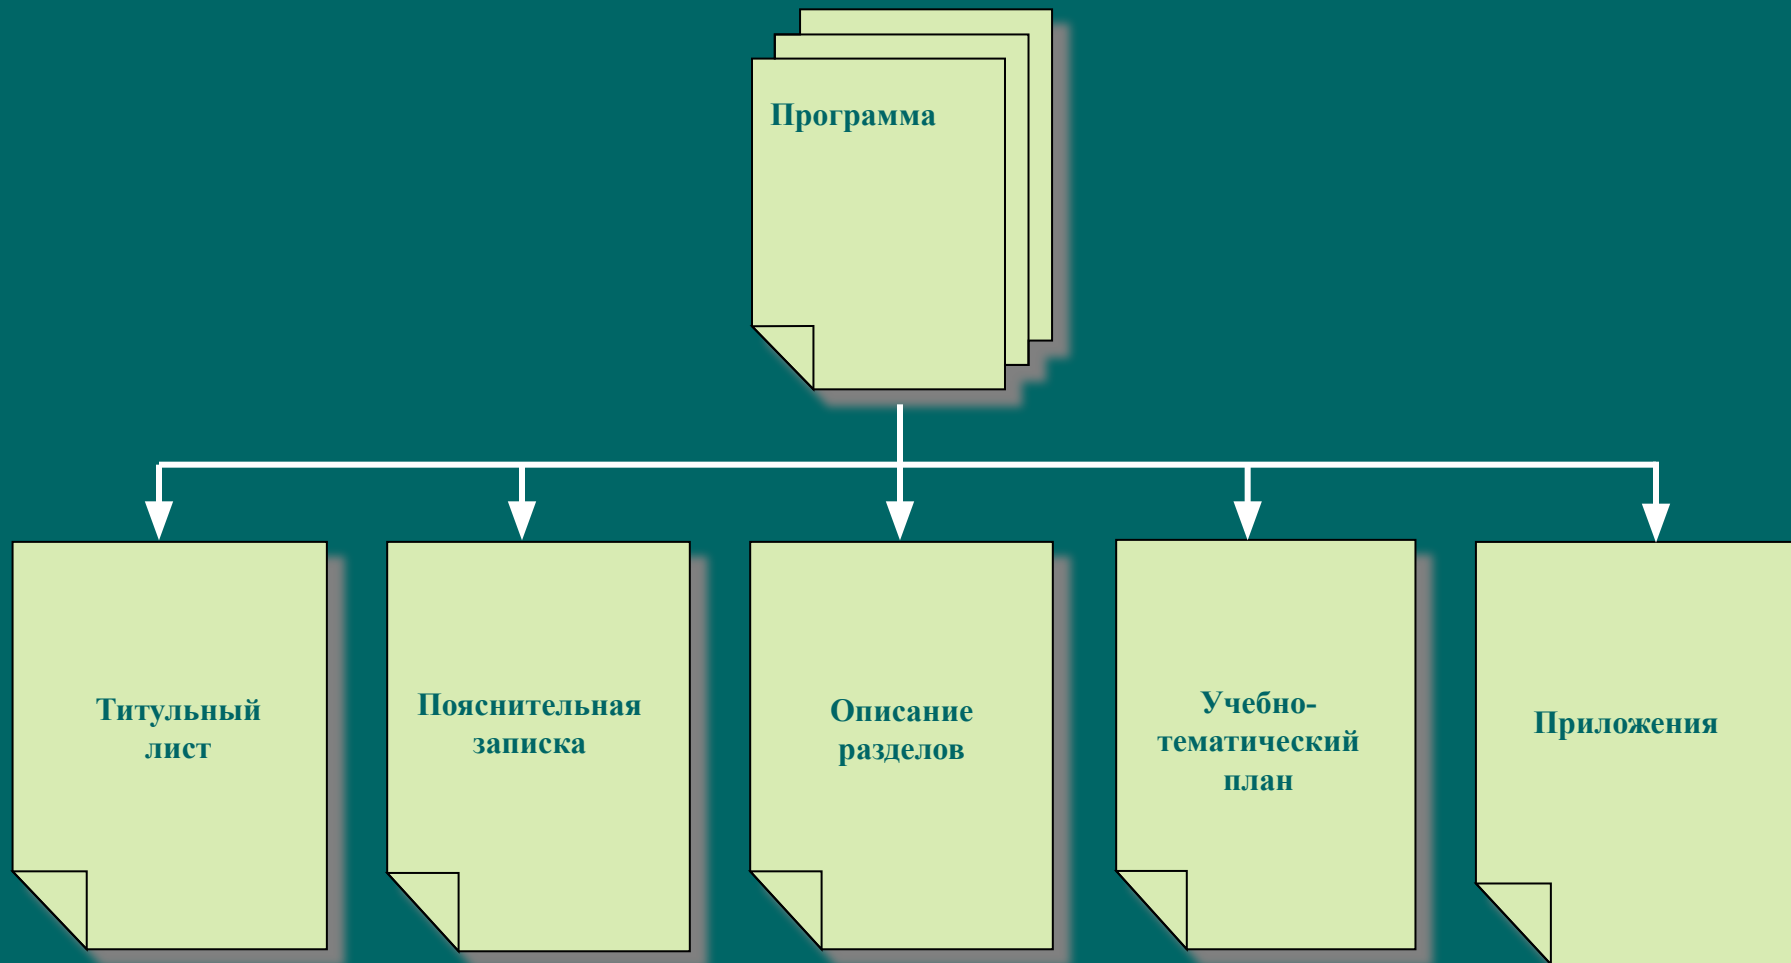 Программа
Титульный
лист
Пояснительная
записка
Описание
разделов
Учебно-
тематический
план
Приложения